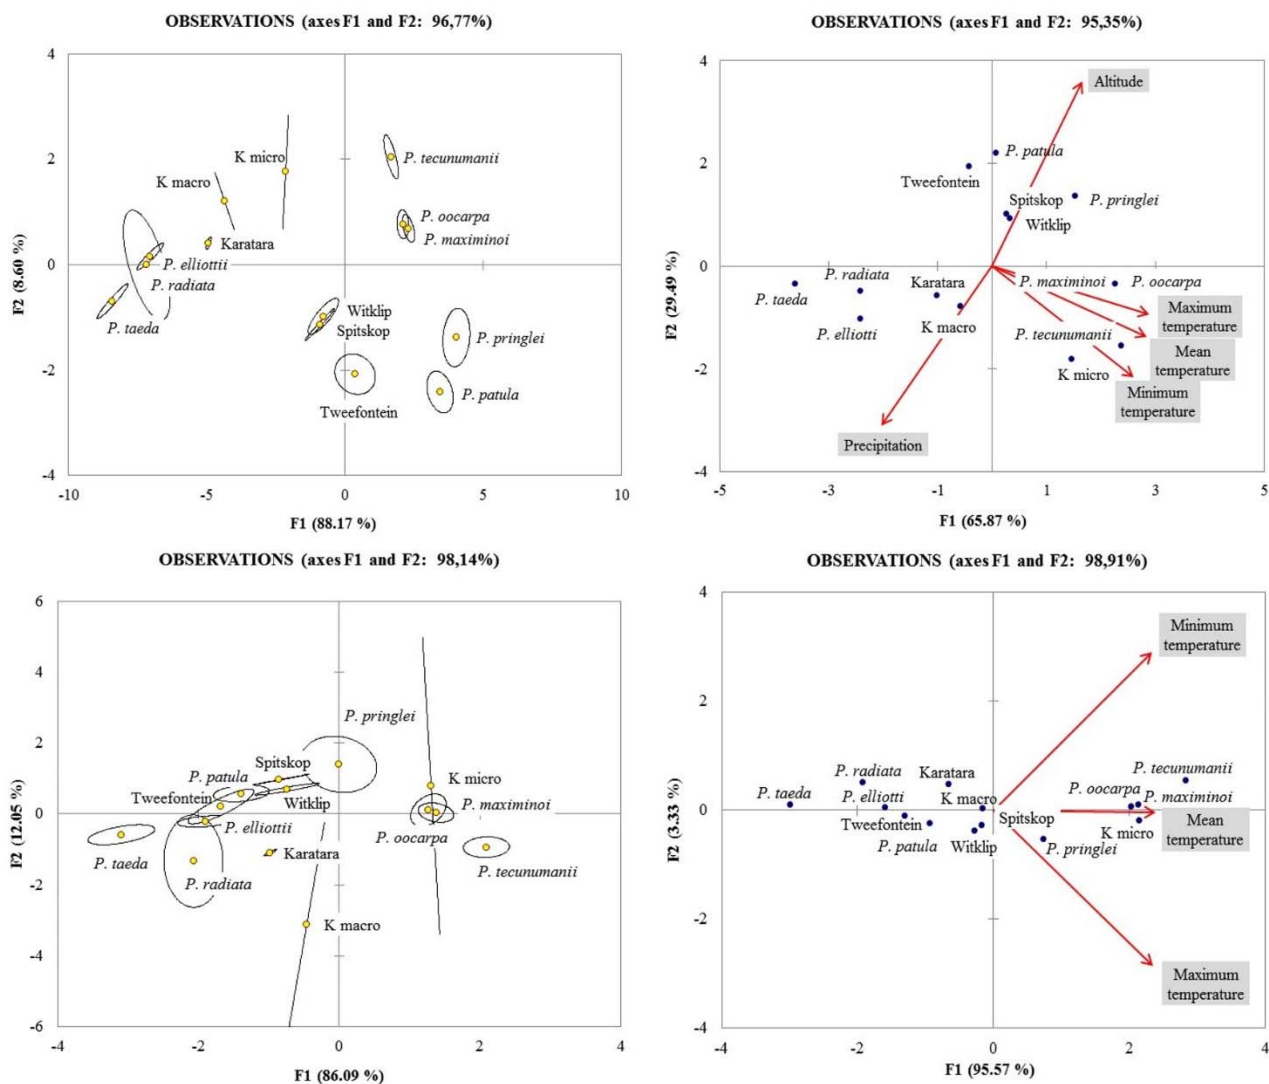 OBSERVATIONS (axes F1 and F2: 96,77%)
4
2
0
-2
-4
-10
-5
0
5
10
F2 (8.60 %)
F1 (88.17 %)
K micro
P. tecunumanii
K macro
P. oocarpa
P. maximinoi
Karatara
P. elliottii
P. radiata
P. taeda
Witklip
Spitskop
P. pringlei
Tweefontein
P. patula
OBSERVATIONS (axes F1 and F2: 95,35%)
4
2
0
-2
-4
-5
-3
-1
1
3
5
F2 (29.49 %)
F1 (65.87 %)
Altitude
P. patula
Tweefontein
Spitskop
P. pringlei
Witklip
P. radiata
Karatara
P. maximinoi
P. oocarpa
P. taeda
Maximum
temperature
P. elliotti
K macro
P. tecunumanii
Mean
temperature
K micro
Minimum
temperature
Precipitation
OBSERVATIONS (axes F1 and F2: 98,14%)
6
4
2
0
-2
-4
-6
-4
-2
0
2
4
F2 (12.05 %)
F1 (86.09 %)
P. pringlei
Spitskop
P. patula
K micro
Tweefontein
Witklip
P. maximinoi
P. elliottii
P. oocarpa
P. taeda
Karatara
P. tecunumanii
P. radiata
K macro
OBSERVATIONS (axes F1 and F2: 98,91%)
4
2
0
-2
-4
-4
-2
0
2
4
F2 (3.33 %)
F1 (95.57 %)
Minimum
temperature
P. radiata
Karatara
P. tecunumanii
P. taeda
P. elliotti
K macro
P. oocarpa
P. maximinoi
Tweefontein
Spitskop
Mean
temperature
P. patula
Witklip
P. pringlei
K micro
Maximum
temperature